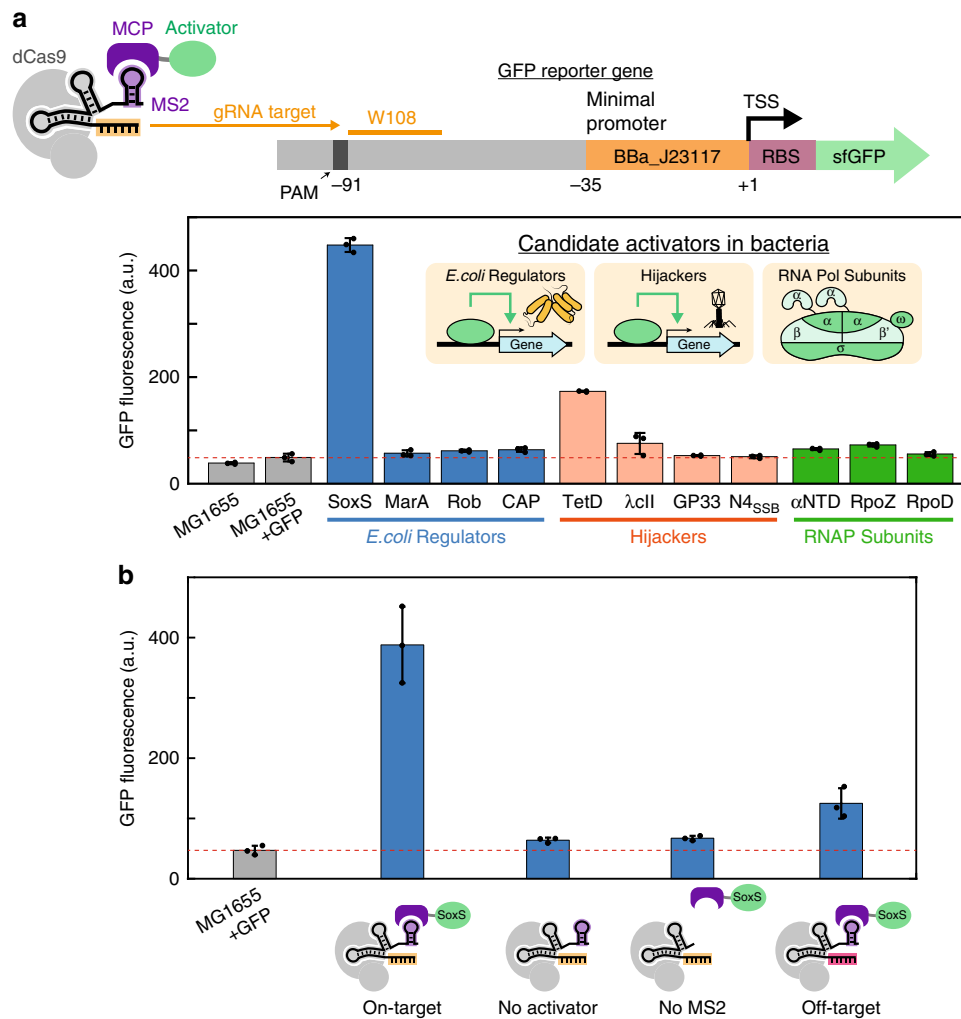 a
MCP Activator
dCas9
MS2
gRNA target
W108
GFP reporter gene
Minimal
promoter
TSS
BBa_J23117
RBS
sfGFP
PAM
–91
–35
+1
GFP fluorescence (a.u.)
400
200
0
Candidate activators in bacteria
E.coli Regulators
Gene
Hijackers
Gene
RNA Pol Subunits
α
α
α
α
ω
β
β'
σ
MG1655
MG1655
+GFP
SoxS
MarA
Rob
CAP
TetD
λcII
GP33
N4SSB
αNTD
RpoZ
RpoD
E.coli Regulators
Hijackers
RNAP Subunits
b
GFP fluorescence (a.u.)
400
200
0
MG1655
+GFP
SoxS
SoxS
SoxS
On-target
No activator
No MS2
Off-target